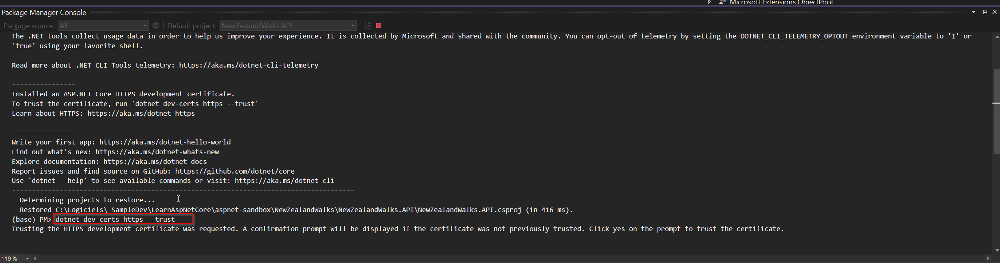 Microsoft Extensions ObjectPool
Package Manager Console
Package source: All Default project: NewZealandWalks.API
The .NET tools collect usage data in order to help us improve your experience. It is collected by Microsoft and shared with the community. You can opt-out of telemetry by setting the DOTNET_CLI_TELEMETRY_OPTOUT environment variable to '1' or
'true' using your favorite shell.
Read more about .NET CLI Tools telemetry: https://aka.ms/dotnet-cli-telemetry
----------------
Installed an ASP.NET Core HTTPS development certificate.
To trust the certificate, run 'dotnet dev-certs https --trust'
Learn about HTTPS: https://aka.ms/dotnet-https
----------------
Write your first app: https://aka.ms/dotnet-hello-world
Find out what's new: https://aka.ms/dotnet-whats-new
Explore documentation: https://aka.ms/dotnet-docs
Report issues and find source on GitHub: https://github.com/dotnet/core
Use 'dotnet --help' to see available commands or visit: https://aka.ms/dotnet-cli
--------------------------------------------------------------------------------------
Determining projects to restore...
Restored C:\Logiciels\ SampleDev\LearnAspNetCore\aspnet-sandbox\NewZealandWalks\NewZealandWalks.API\NewZealandWalks.API.csproj (in 416 ms).
(base) PM> dotnet dev-certs https --trust
Trusting the HTTPS development certificate was requested. A confirmation prompt will be displayed if the certificate was not previously trusted. Click yes on the prompt to trust the certificate.
119 %